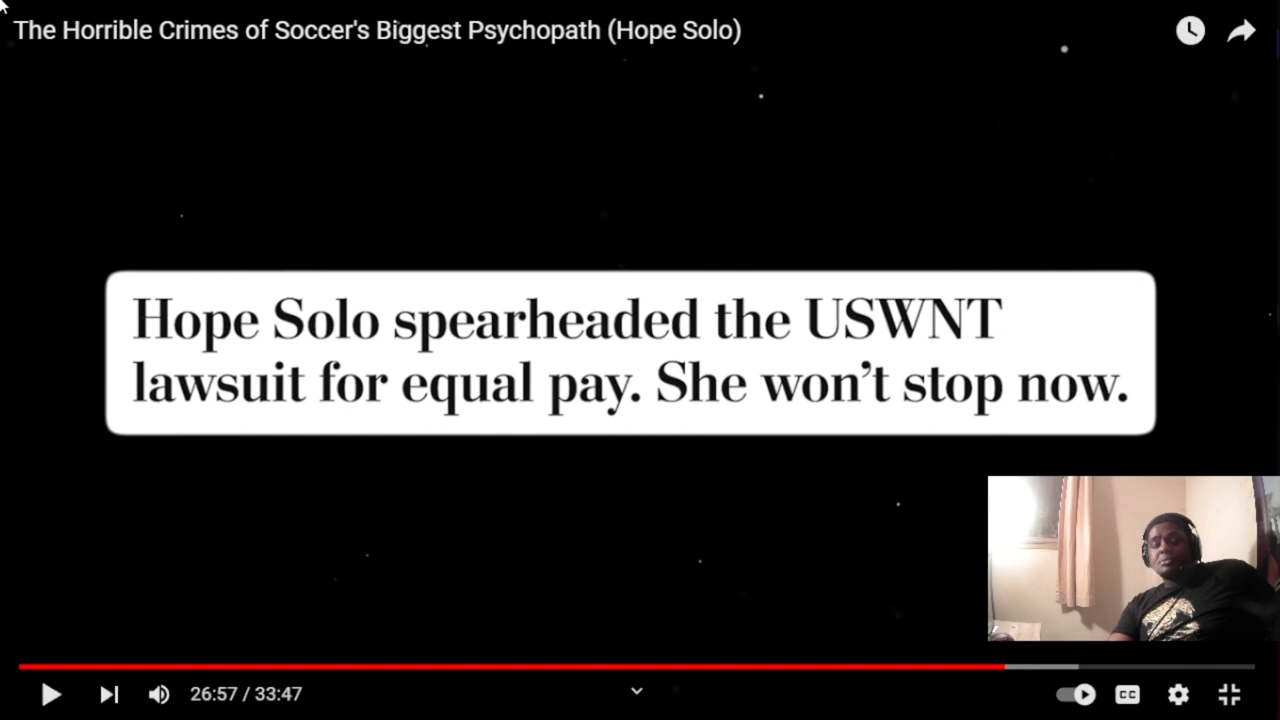 The Horrible Crimes of Soccer's Biggest Psychopath (Hope Solo)
Hope Solo spearheaded the USWNT
lawsuit for equal pay. She won't stop now.
26:57 / 33:47
CC